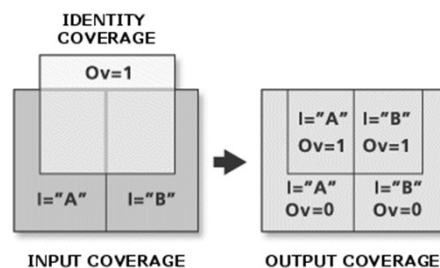 IDENTITY
COVERAGE
Ov=1
I="A" I="B"
INPUT COVERAGE
I="A" I="B"
Ov=1 Ov=1
I="A" I="B"
Ov=0 Ov=0
OUTPUT COVERAGE